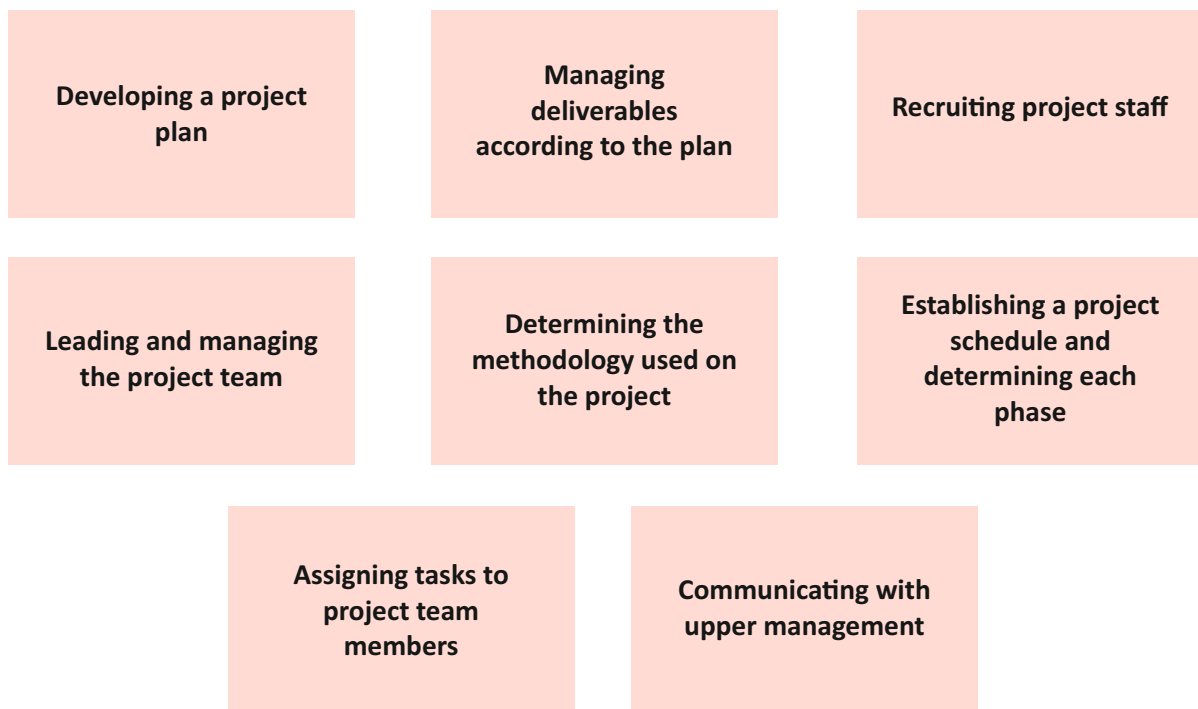 Developing a project
plan
Managing
deliverables
according to the plan
Recruiting project staff
Leading and managing
the project team
Determining the
methodology used on
the project
Establishing a project
schedule and
determining each
phase
Assigning tasks to
project team
members
Communicating with
upper management